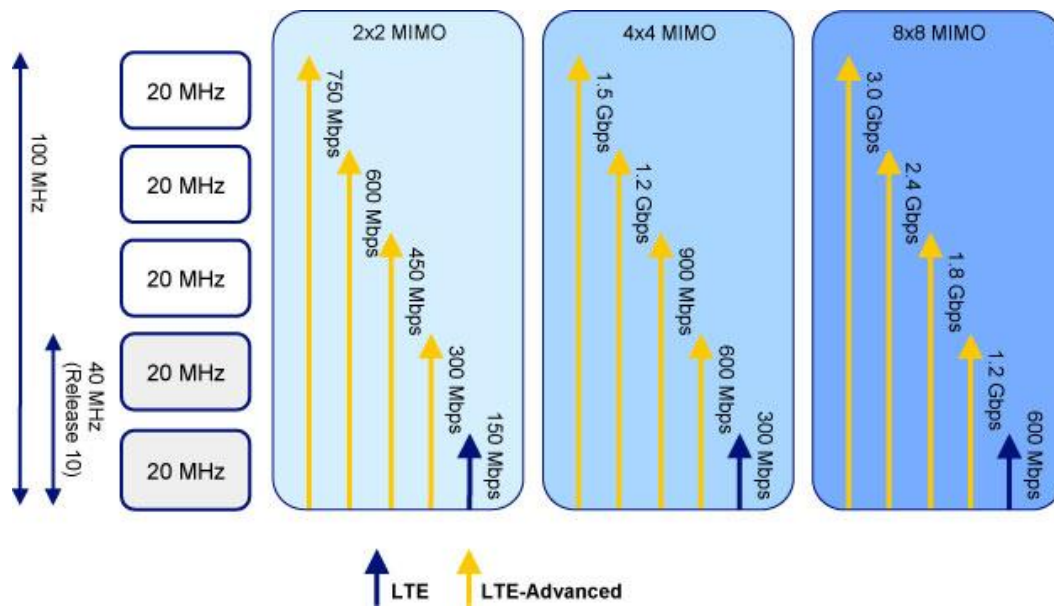 2x2 MIMO
4x4 MIMO
8x8 MIMO
100 MHz
40 MHz
(Release 10)
20 MHz
20 MHz
20 MHz
20 MHz
20 MHz
750 Mbps
600 Mbps
450 Mbps
300 Mbps
150 Mbps
1.5 Gbps
1.2 Gbps
900 Mbps
600 Mbps
300 Mbps
3.0 Gbps
2.4 Gbps
1.8 Gbps
1.2 Gbps
600 Mbps
LTE
LTE-Advanced